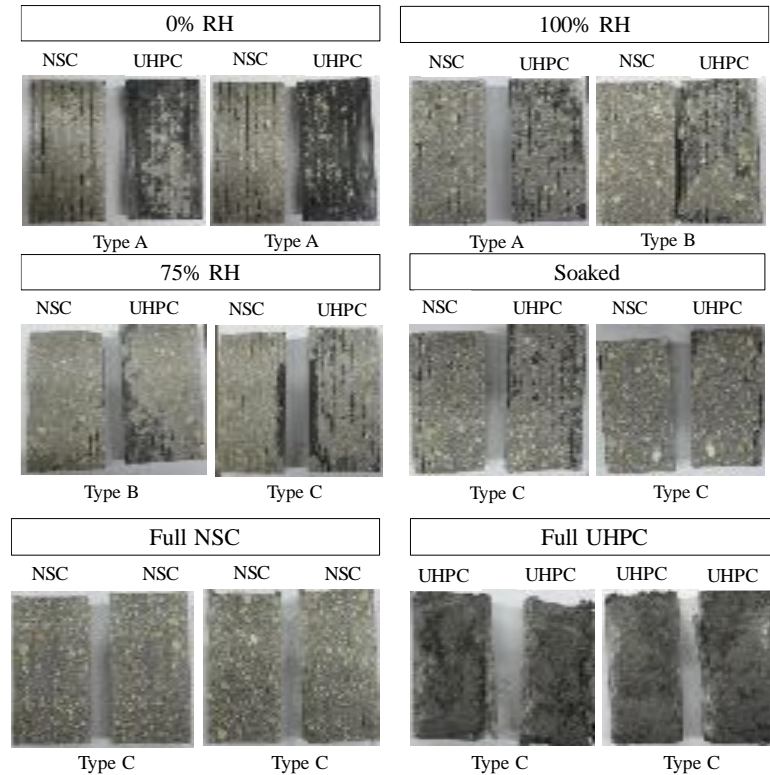 0% RH
100% RH
NSC UHPC NSC UHPC
NSC UHPC NSC UHPC
Type A Type A
Type A Type B
75% RH
Soaked
NSC UHPC NSC UHPC
NSC UHPC NSC UHPC
Type B Type C
Type C Type C
Full NSC
Full UHPC
NSC NSC NSC NSC
UHPC UHPC UHPC UHPC
Type C Type C
Type C Type C